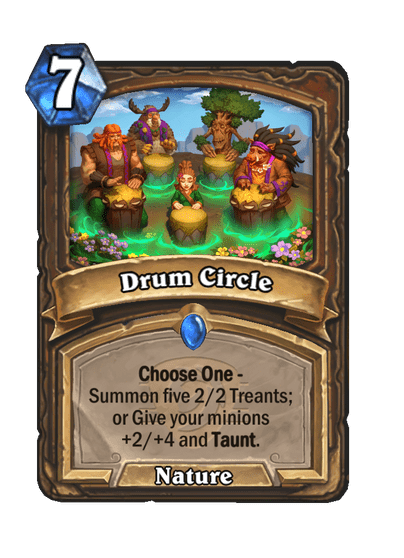 7
Drum Circle
Choose One -
Summon five 2/2 Treants;
or Give your minions
+2/+4 and Taunt.
Nature